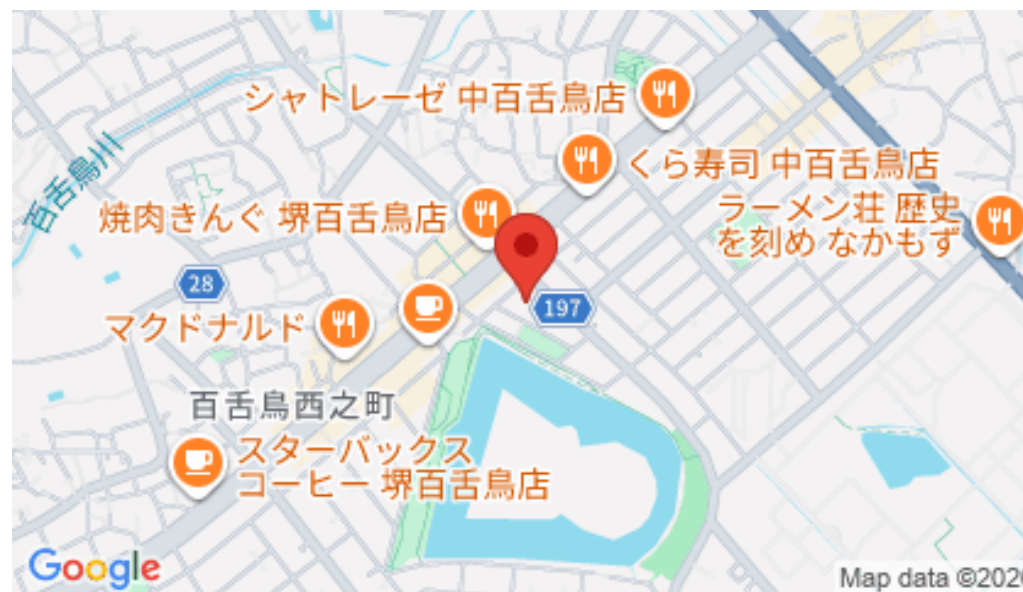 シャトレーゼ 中百舌鳥店
くら寿司 中百舌鳥店
百舌鳥川
焼肉きんぐ 堺百舌鳥店
ラーメン荘 歴史
を刻め なかもず
28
197
マクドナルド
百舌鳥西之町
スターバックス
コーヒー 堺百舌鳥店
Google
Map data ©202